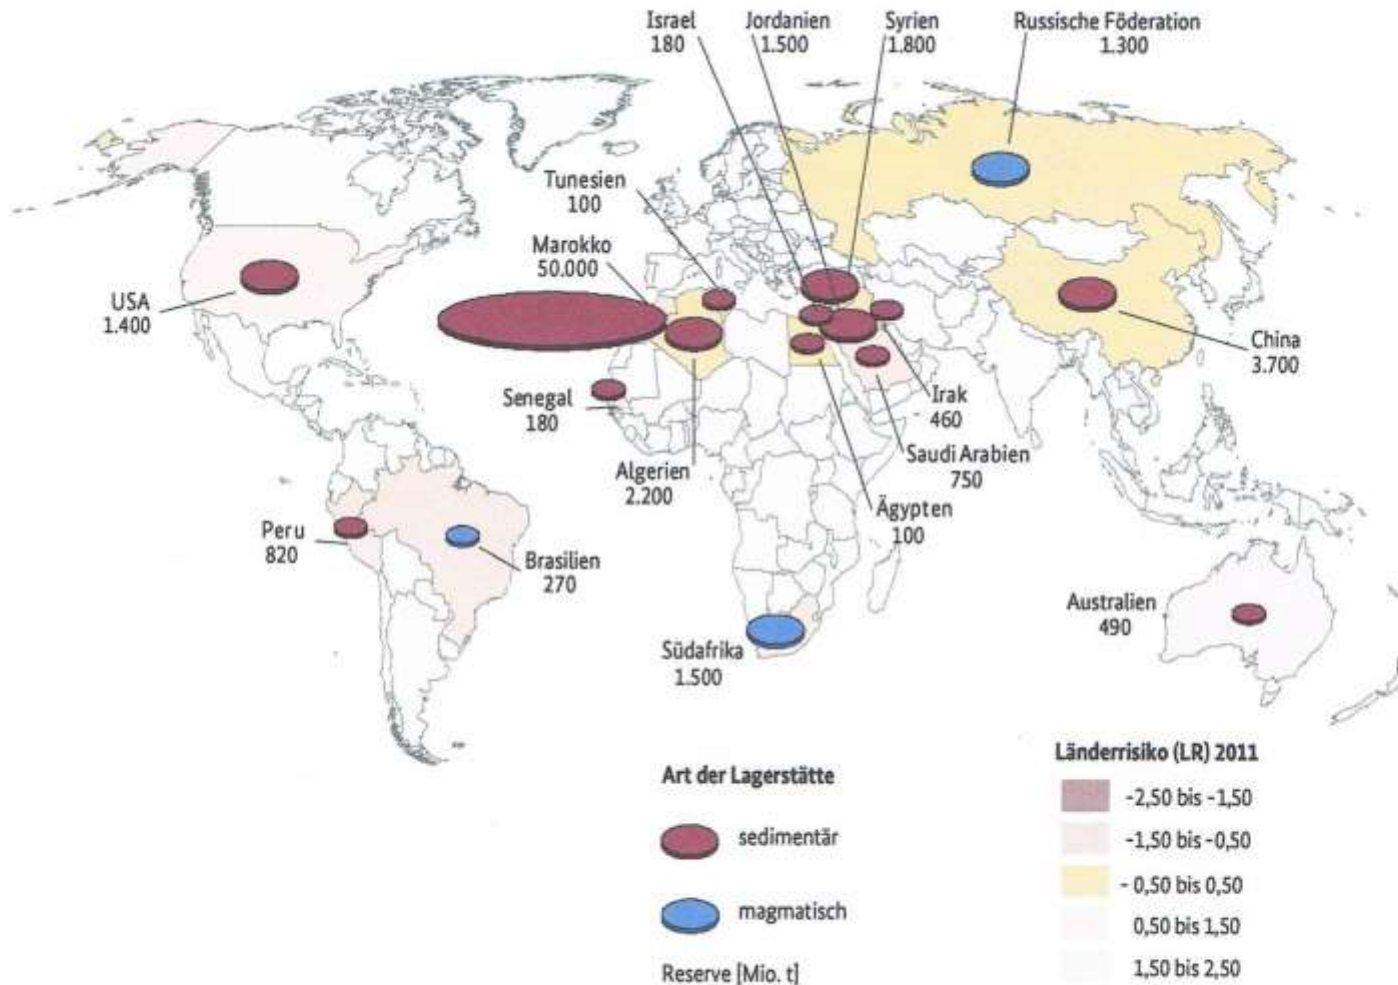 Israel
180
Jordanien
1.500
Syrien
1.800
Russische Föderation
1.300
Tunesien
100
Marokko
50.000
USA
1.400
China
3.700
Senegal
180
Irak
460
Algerien
2.200
Saudi Arabien
750
Ägypten
100
Peru
820
Brasilien
270
Australien
490
Südafrika
1.500
Art der Lagerstätte
sedimentär
magmatisch
Reserve [Mio. t]
Länderrisiko (LR) 2011
-2,50 bis -1,50
-1,50 bis -0,50
- 0,50 bis 0,50
0,50 bis 1,50
1,50 bis 2,50